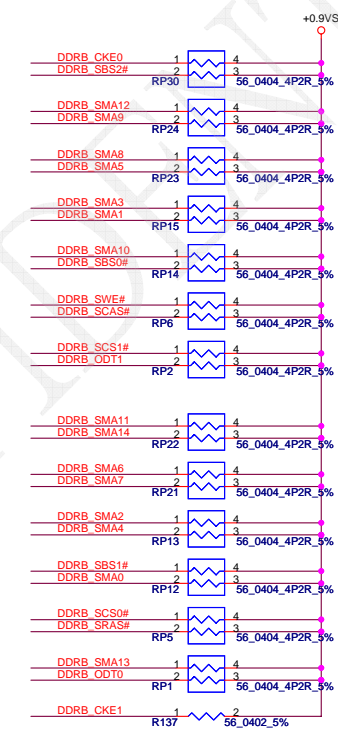 +0.9VS
DDRB_CKE0 1 4
DDRB_SBS2# 2 3
RP30 56_0404_4P2R_5%
DDRB_SMA12 1 4
DDRB_SMA9 2 3
RP24 56_0404_4P2R_5%
DDRB_SMA8 1 4
DDRB_SMA5 2 3
RP23 56_0404_4P2R_5%
DDRB_SMA3 1 4
DDRB_SMA1 2 3
RP15 56_0404_4P2R_5%
DDRB_SMA10 1 4
DDRB_SBS0# 2 3
RP14 56_0404_4P2R_5%
DDRB_SWE# 1 4
DDRB_SCAS# 2 3
RP6 56_0404_4P2R_5%
DDRB_SCS1# 1 4
DDRB_ODT1 2 3
RP2 56_0404_4P2R_5%
DDRB_SMA11 1 4
DDRB_SMA14 2 3
RP22 56_0404_4P2R_5%
DDRB_SMA6 1 4
DDRB_SMA7 2 3
RP21 56_0404_4P2R_5%
DDRB_SMA2 1 4
DDRB_SMA4 2 3
RP13 56_0404_4P2R_5%
DDRB_SBS1# 1 4
DDRB_SMA0 2 3
RP12 56_0404_4P2R_5%
DDRB_SCS0# 1 4
DDRB_SRAS# 2 3
RP5 56_0404_4P2R_5%
DDRB_SMA13 1 4
DDRB_ODT0 2 3
RP1 56_0404_4P2R_5%
DDRB_CKE1 1 2
R137 56_0402_5%